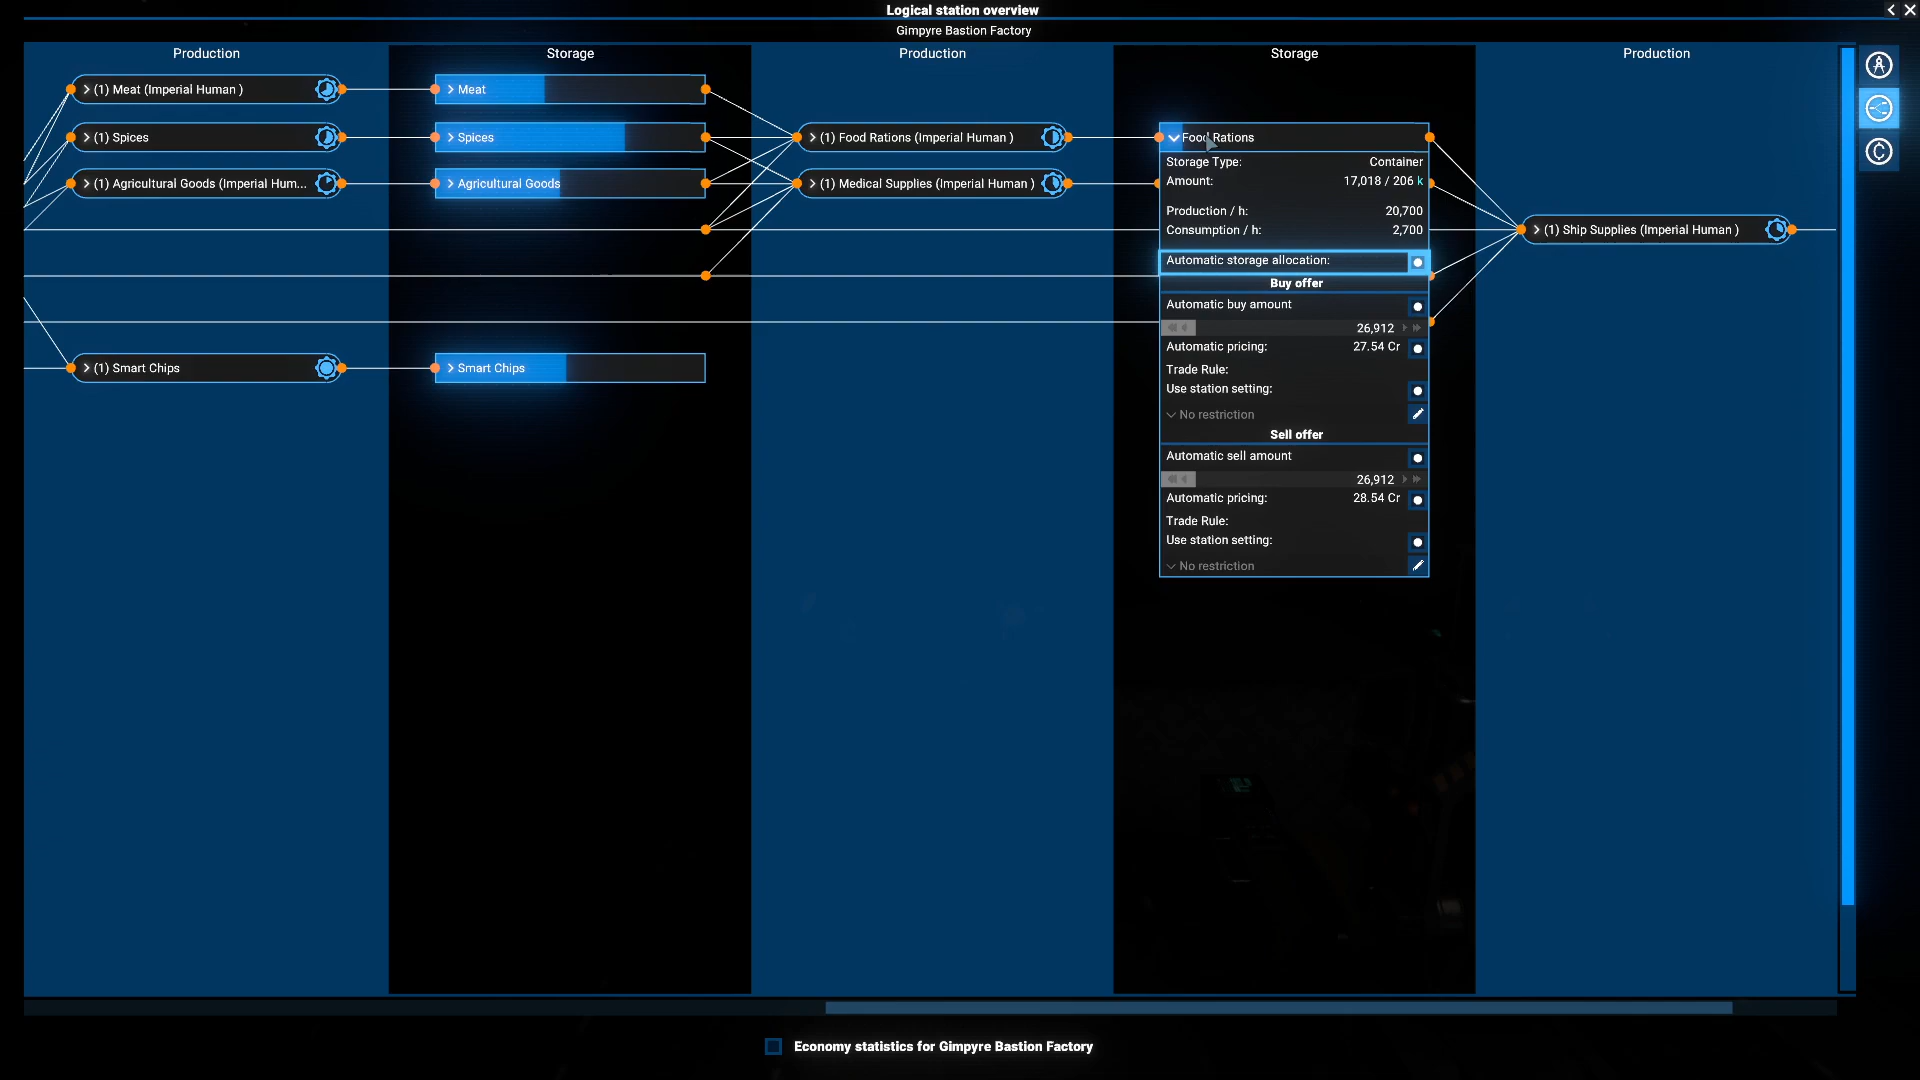 Logical station overview
Gimpyre Bastion Factory
Production
Storage
Production
Storage
Production
(1) Meat (Imperial Human )
Meat
(1) Spices
Spices
(1) Food Rations (Imperial Human )
Food Rations
(1) Agricultural Goods (Imperial Hum...
Agricultural Goods
(1) Medical Supplies (Imperial Human )
Storage Type: Container
Amount: 17,018 / 206 k
Production / h: 20,700
Consumption / h: 2,700
(1) Ship Supplies (Imperial Human )
Automatic storage allocation:
Buy offer
Automatic buy amount
26,912
Automatic pricing: 27.54 Cr
Trade Rule:
Use station setting:
No restriction
Sell offer
Automatic sell amount
26,912
Automatic pricing: 28.54 Cr
Trade Rule:
Use station setting:
No restriction
(1) Smart Chips
Smart Chips
Economy statistics for Gimpyre Bastion Factory